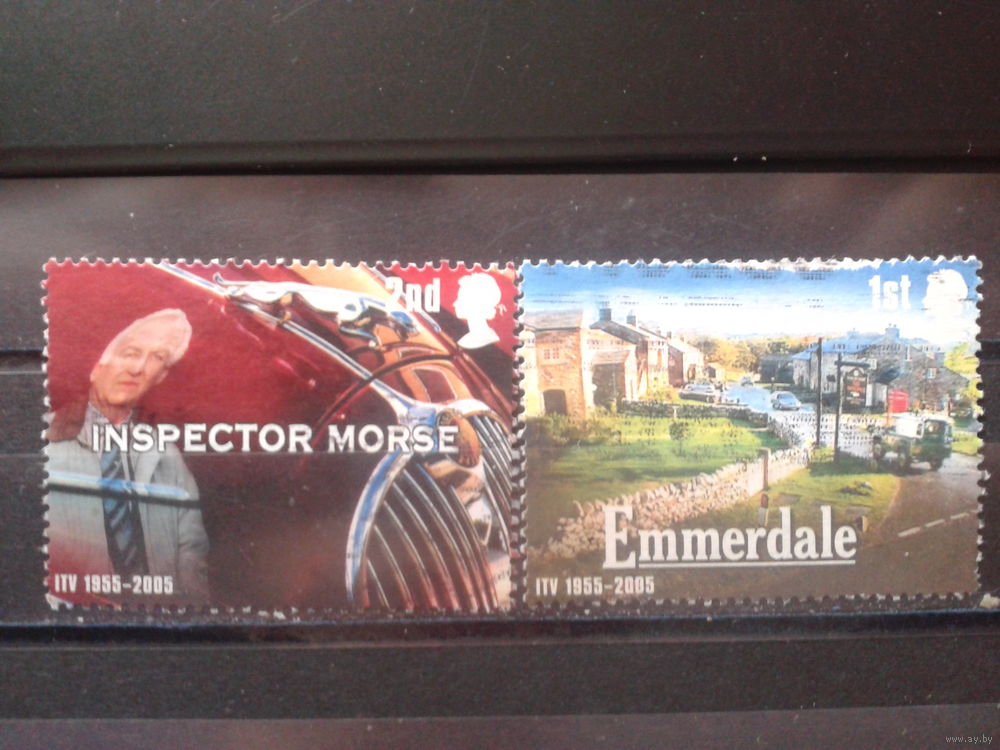 2nd
INSPECTOR MORSE
ITV 1955-2005
1st
Emmerdale
ITV 1955-2005
www.ay.by